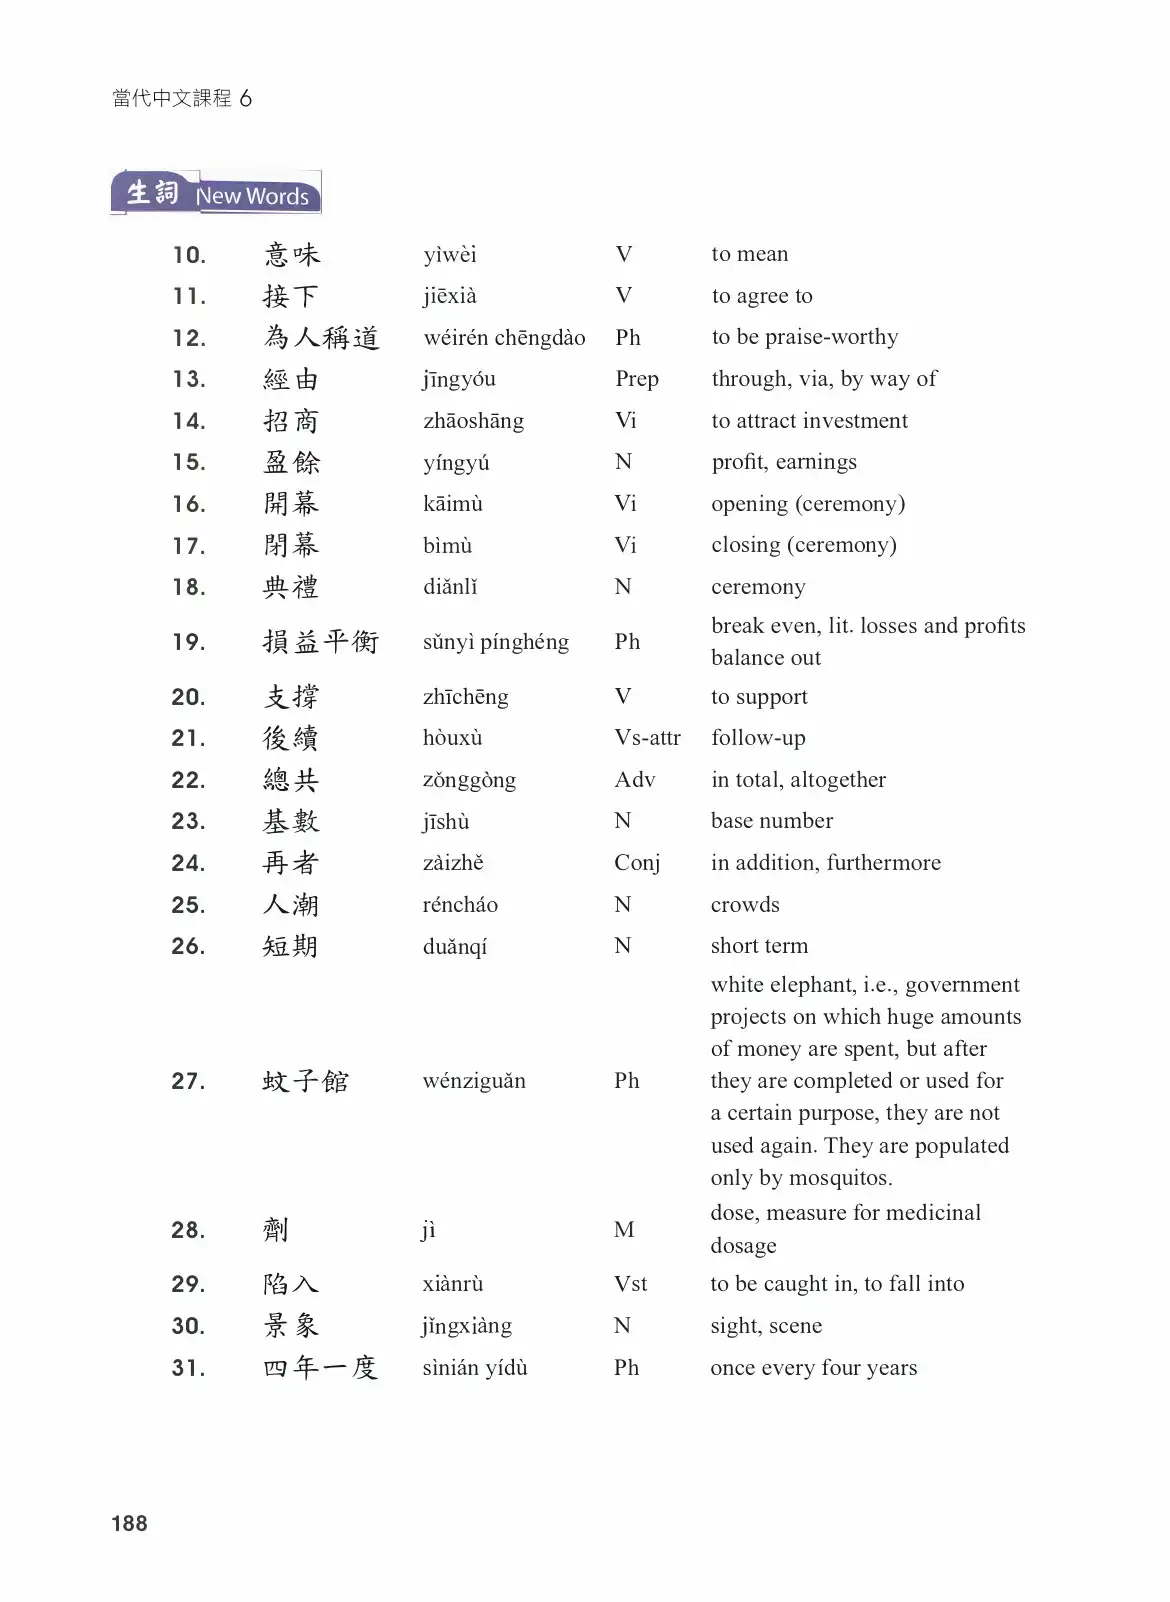 當代中文課程 6
生詞 New Words
10. 意味 yìwèi V to mean
11. 接下 jiēxià V to agree to
12. 為人稱道 wéirén chēngdào Ph to be praise-worthy
13. 經由 jīngyóu Prep through, via, by way of
14. 招商 zhāoshāng Vi to attract investment
15. 盈餘 yíngyú N profit, earnings
16. 開幕 kāimù Vi opening (ceremony)
17. 閉幕 bìmù Vi closing (ceremony)
18. 典禮 diǎnlǐ N ceremony
19. 損益平衡 sǔnyì pínghéng Ph break even, lit. losses and profits
balance out
20. 支撐 zhīchēng V to support
21. 後續 hòuxù Vs-attr follow-up
22. 總共 zǒnggòng Adv in total, altogether
23. 基數 jīshù N base number
24. 再者 zàizhě Conj in addition, furthermore
25. 人潮 réncháo N crowds
26. 短期 duǎnqí N short term
27. 蚊子館 wénziguǎn Ph white elephant, i.e., government
projects on which huge amounts
of money are spent, but after
they are completed or used for
a certain purpose, they are not
used again. They are populated
only by mosquitos.
28. 劑 jì M dose, measure for medicinal
dosage
29. 陷入 xiànrù Vst to be caught in, to fall into
30. 景象 jǐngxiàng N sight, scene
31. 四年一度 sìnián yídù Ph once every four years
188